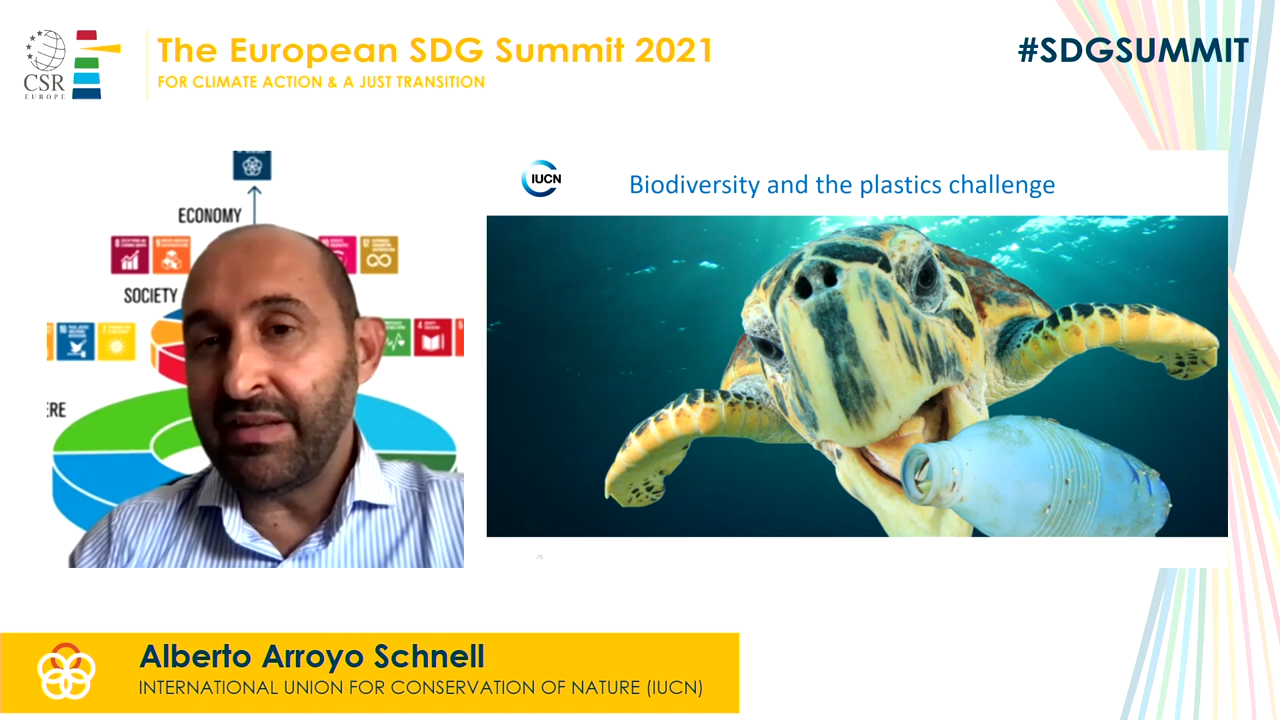 CSR
EUROPE
The European SDG Summit 2021
FOR CLIMATE ACTION & A JUST TRANSITION
#SDGSUMMIT
ECONOMY
SOCIETY
ERE
IUCN
Biodiversity and the plastics challenge
Alberto Arroyo Schnell
INTERNATIONAL UNION FOR CONSERVATION OF NATURE (IUCN)